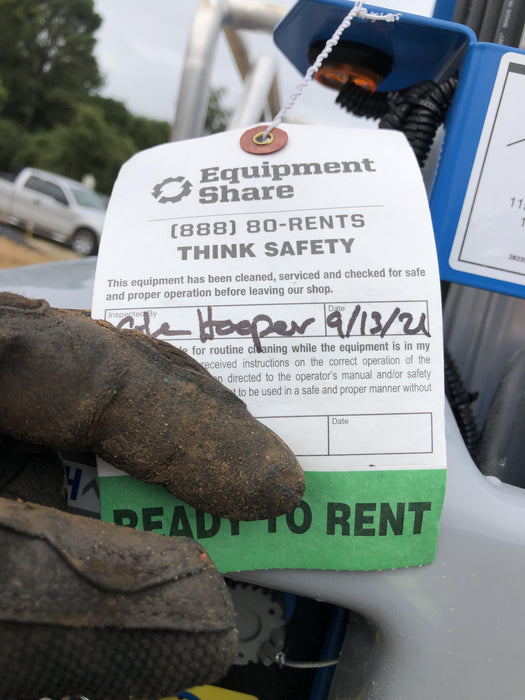 Equipment
Share
(888) 80-RENTS
THINK SAFETY
This equipment has been cleaned, serviced and checked for safe
and proper operation before leaving our shop.
Inspected By
Date
Hooper 9/13/21
for routine cleaning while the equipment is in my
received instructions on the correct operation of the
directed to the operator's manual and/or safety
to be used in a safe and proper manner without
Date
READY TO RENT